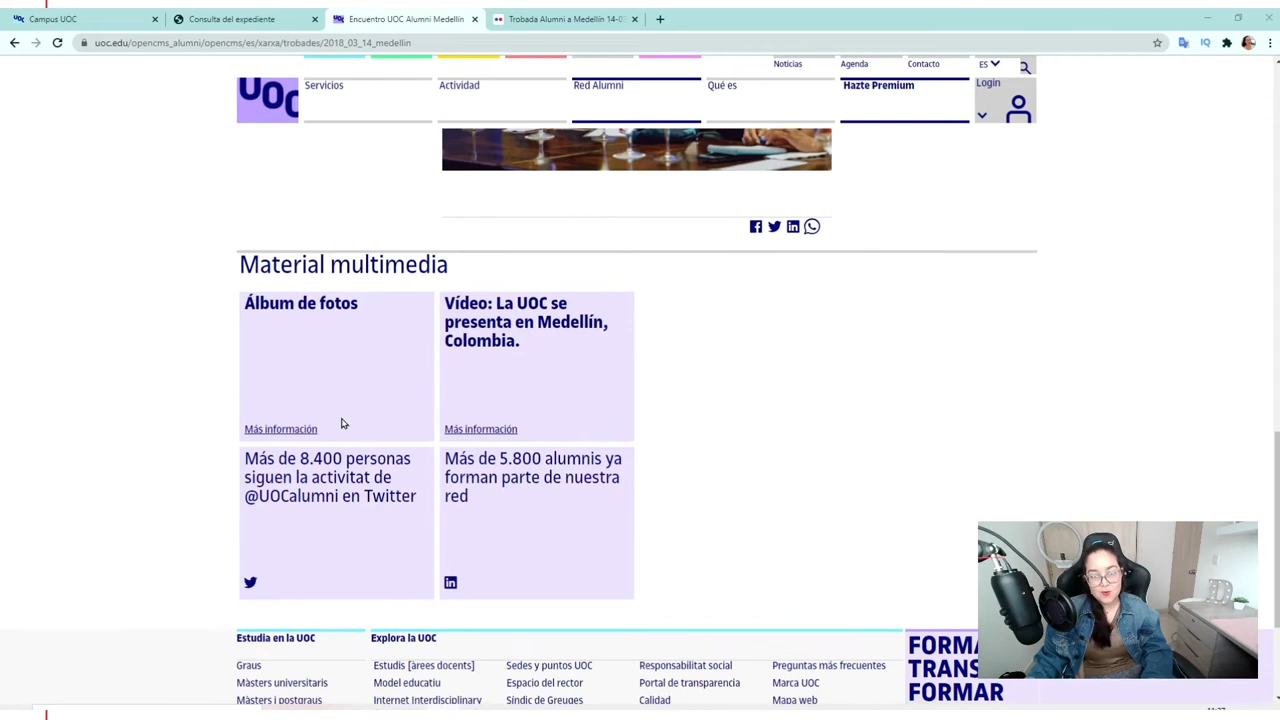 Campus UOC
Consulta del expediente
Encuentro UOC Alumni Medellín
Trobada Alumni a Medellín 14-03
uoc.edu/opencms_alumni/opencms/es/xarxa/trobades/2018_03_14_medellin
Noticias
Agenda
Contacto
ES
UOC
Servicios
Actividad
Red Alumni
Qué es
Hazte Premium
Login
Material multimedia
Álbum de fotos
Más información
Vídeo: La UOC se
presenta en Medellín,
Colombia.
Más información
Más de 8.400 personas
siguen la activitat de
@UOCalumni en Twitter
Más de 5.800 alumnis ya
forman parte de nuestra
red
Estudia en la UOC
Graus
Màsters universitaris
Màsters i postgraus
Explora la UOC
Estudis [àrees docents]
Model educatiu
Internet Interdisciplinary
Sedes y puntos UOC
Espacio del rector
Síndic de Greuges
Responsabilitat social
Portal de transparencia
Calidad
Preguntas más frecuentes
Marca UOC
Mapa web
FORMA
TRANS
FORMAR